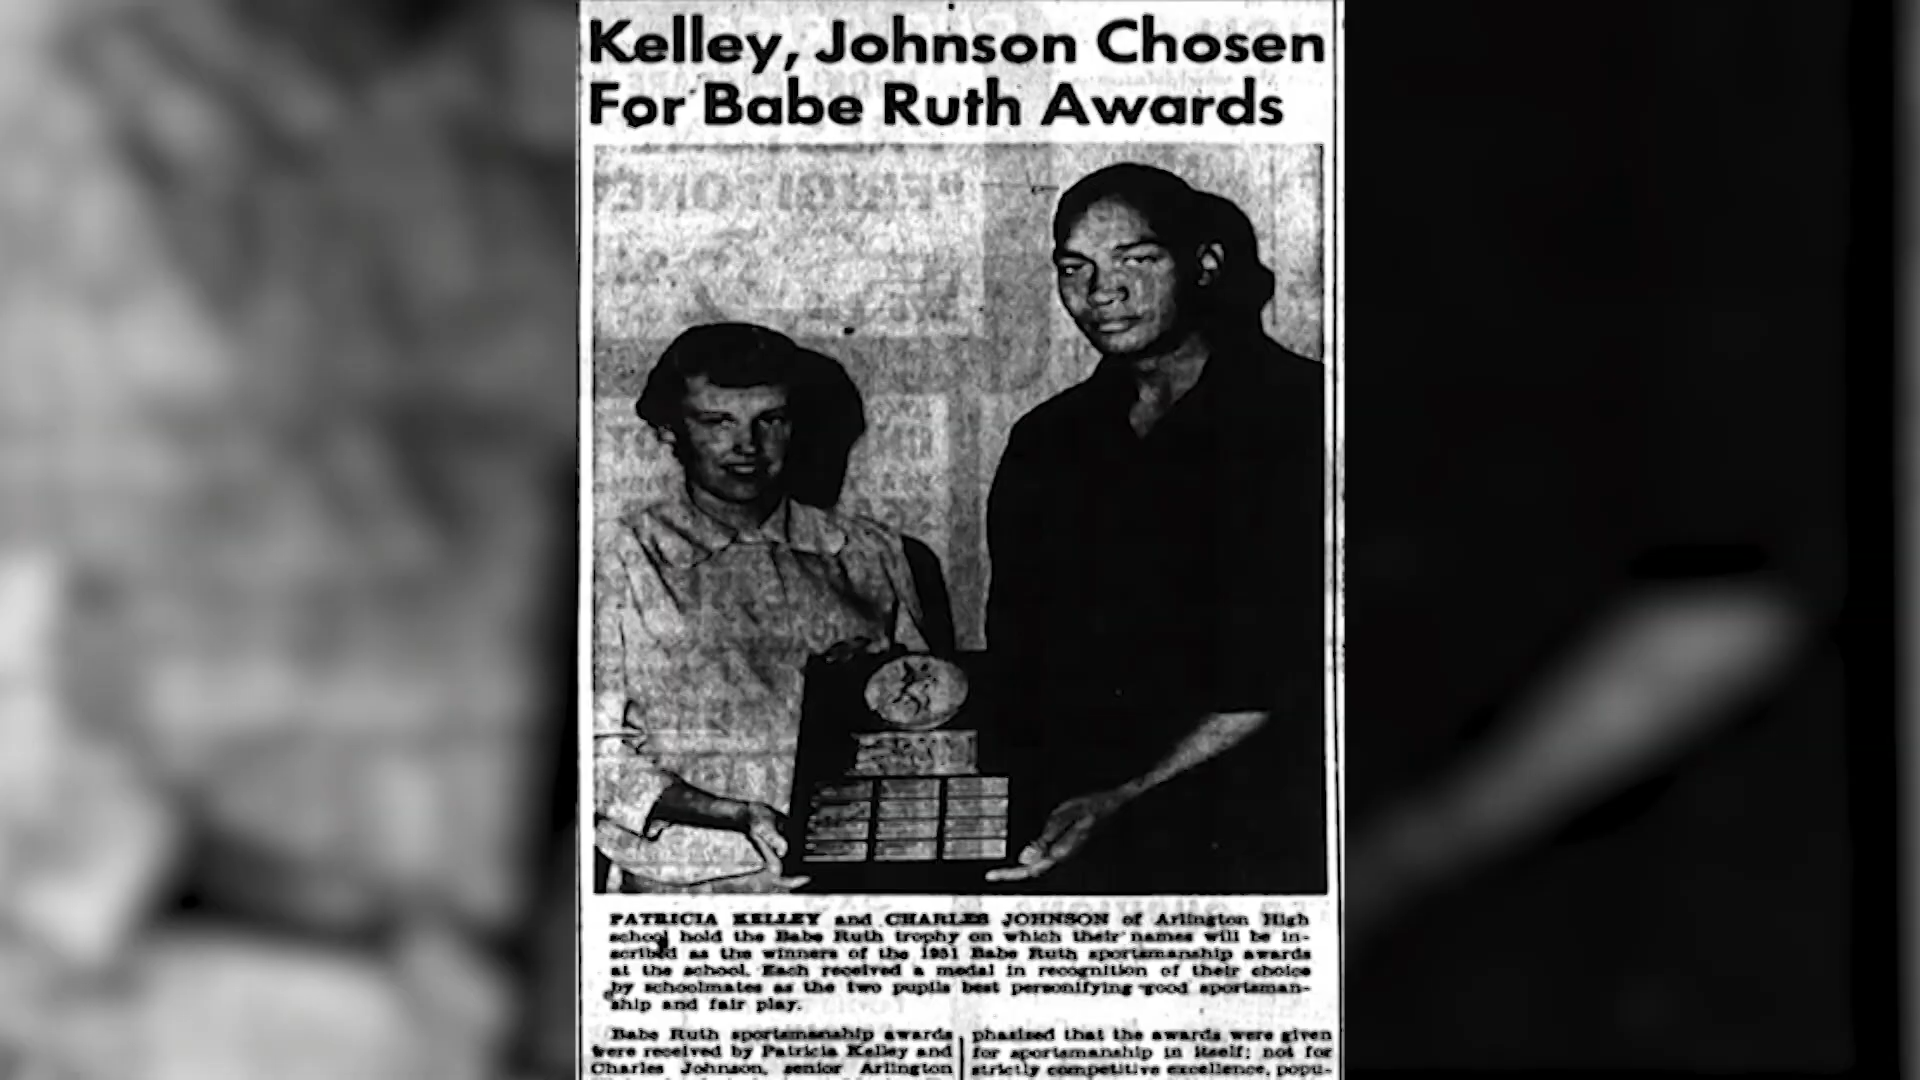 Kelley, Johnson Chosen
For Babe Ruth Awards
PATRICIA KELLEY and CHARLES JOHNSON of Arlington High
school hold the Babe Ruth trophy on which their names will be in-
scribed as the winners of the 1951 Babe Ruth sportsmanship awards
at the school. Each received a medal in recognition of their choice
by schoolmates as the two pupils best personifying good sportsman-
ship and fair play.
Babe Ruth sportsmanship awards
were received by Patricia Kelley and
Charles Johnson, senior Arlington
phasized that the awards were given
for sportsmanship in itself; not for
strictly competitive excellence, popu-